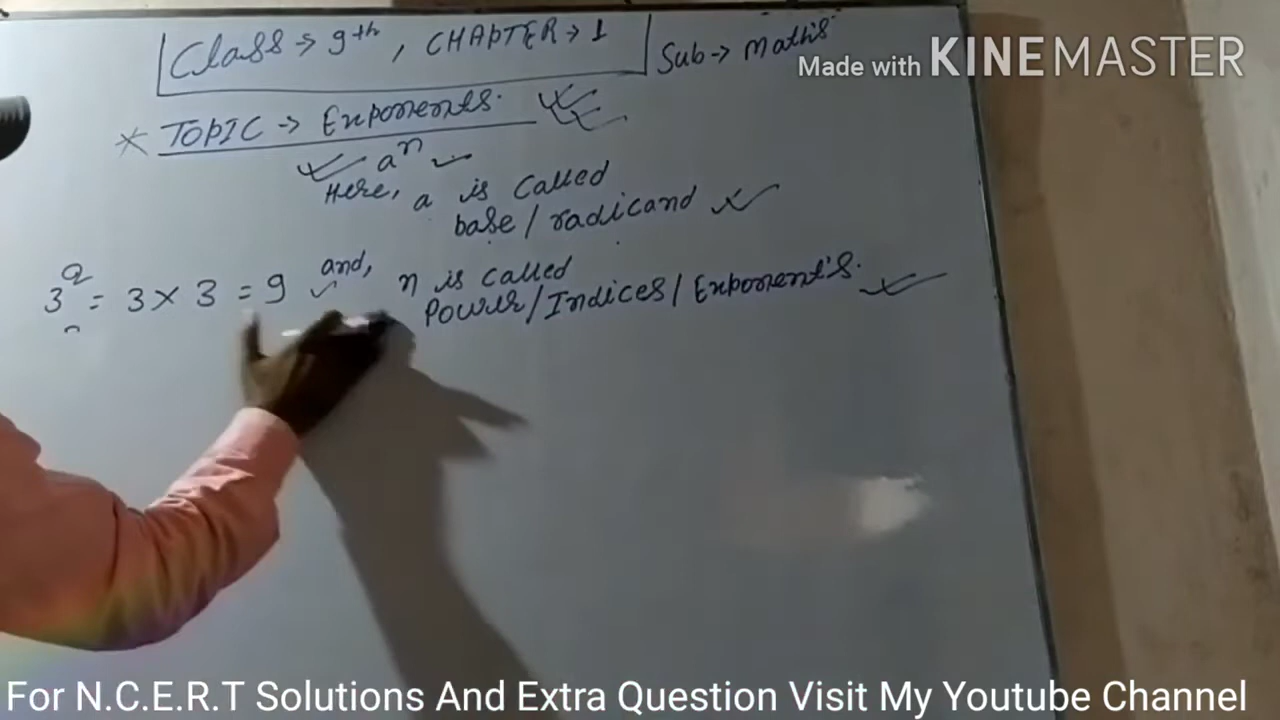 Class → 9th, CHAPTER → 1
Sub → Maths
Made with KINEMASTER
* TOPIC → Exponents.
aⁿ
Here, a is called
base / radicand
3² = 3 × 3 = 9 and, n is called
Power / Indices / Exponents.
For N.C.E.R.T Solutions And Extra Question Visit My Youtube Channel